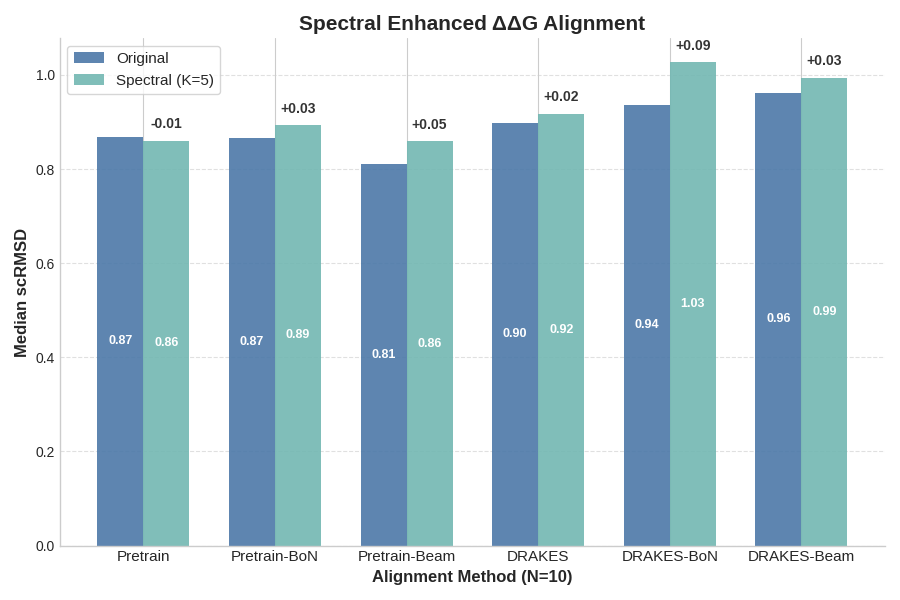 Spectral Enhanced ΔΔG Alignment
Original
Spectral (K=5)
Median scRMSD
1.0
0.8
0.6
0.4
0.2
0.0
-0.01
+0.03
+0.05
+0.02
+0.09
+0.03
0.87
0.86
0.87
0.89
0.81
0.86
0.90
0.92
0.94
1.03
0.96
0.99
Pretrain
Pretrain-BoN
Pretrain-Beam
DRAKES
DRAKES-BoN
DRAKES-Beam
Alignment Method (N=10)